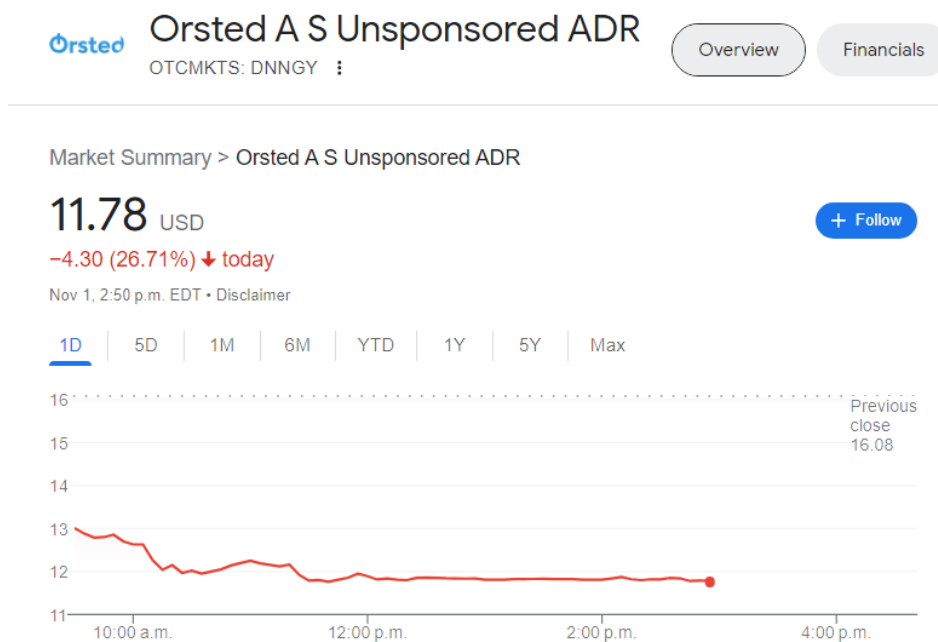 Orsted
Orsted A S Unsponsored ADR
OTCMKTS: DNNGY
Overview
Financials
Market Summary > Orsted A S Unsponsored ADR
11.78 USD
+ Follow
−4.30 (26.71%) ↓ today
Nov 1, 2:50 p.m. EDT • Disclaimer
1D 5D 1M 6M YTD 1Y 5Y Max
16
Previous
close
16.08
15
14
13
12
11
10:00 a.m. 12:00 p.m. 2:00 p.m. 4:00 p.m.